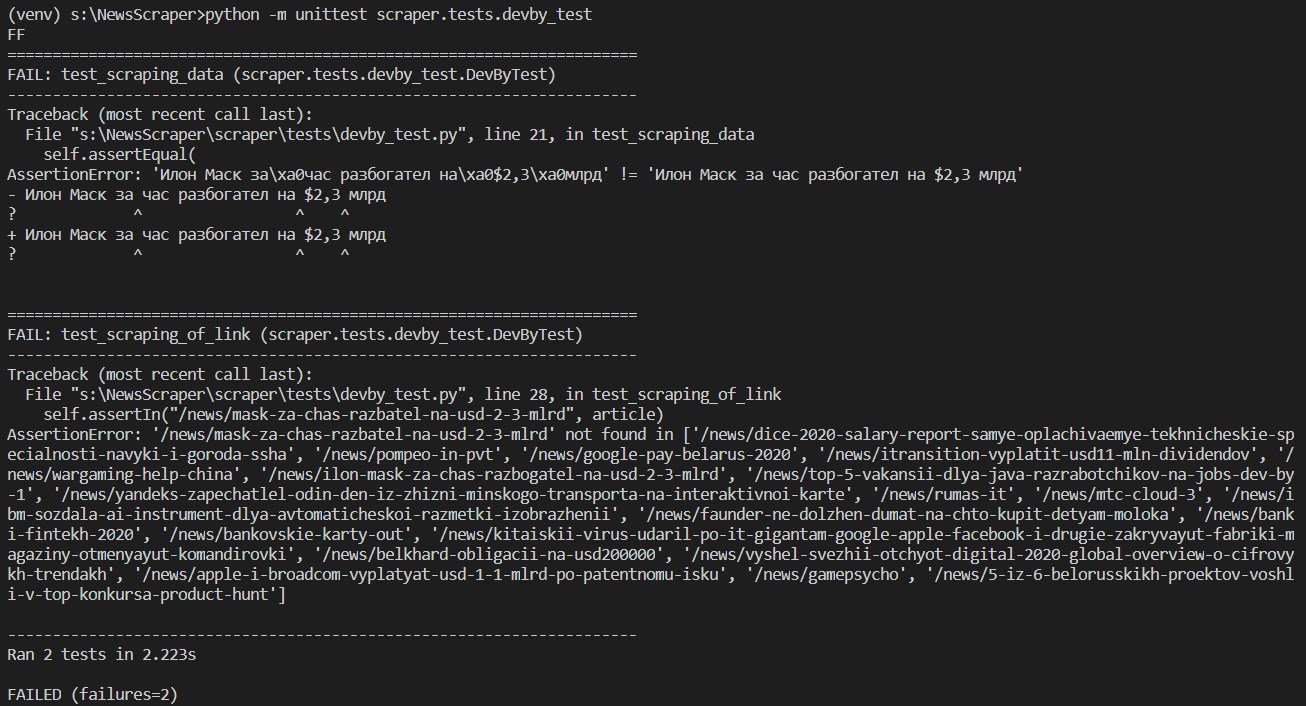 (venv) s:\NewsScraper>python -m unittest scraper.tests.devby_test
FF
======================================================================
FAIL: test_scraping_data (scraper.tests.devby_test.DevByTest)
----------------------------------------------------------------------
Traceback (most recent call last):
  File "s:\NewsScraper\scraper\tests\devby_test.py", line 21, in test_scraping_data
    self.assertEqual(
AssertionError: 'Илон Маск за\xa0час разбогател на\xa0$2,3\xa0млрд' != 'Илон Маск за час разбогател на $2,3 млрд'
- Илон Маск за час разбогател на $2,3 млрд
?             ^                 ^    ^
+ Илон Маск за час разбогател на $2,3 млрд
?             ^                 ^    ^
======================================================================
FAIL: test_scraping_of_link (scraper.tests.devby_test.DevByTest)
----------------------------------------------------------------------
Traceback (most recent call last):
  File "s:\NewsScraper\scraper\tests\devby_test.py", line 28, in test_scraping_of_link
    self.assertIn("/news/mask-za-chas-razbatel-na-usd-2-3-mlrd", article)
AssertionError: '/news/mask-za-chas-razbatel-na-usd-2-3-mlrd' not found in ['/news/dice-2020-salary-report-samye-oplachivaemye-tekhnicheskie-sp
ecialnosti-navyki-i-goroda-ssha', '/news/pompeo-in-pvt', '/news/google-pay-belarus-2020', '/news/itransition-vyplatit-usd11-mln-dividendov', '/
news/wargaming-help-china', '/news/ilon-mask-za-chas-razbogatel-na-usd-2-3-mlrd', '/news/top-5-vakansii-dlya-java-razrabotchikov-na-jobs-dev-by
-1', '/news/yandeks-zapechatlel-odin-den-iz-zhizni-minskogo-transporta-na-interaktivnoi-karte', '/news/rumas-it', '/news/mtc-cloud-3', '/news/i
bm-sozdala-ai-instrument-dlya-avtomaticheskoi-razmetki-izobrazhenii', '/news/faunder-ne-dolzhen-dumat-na-chto-kupit-detyam-moloka', '/news/bank
i-fintekh-2020', '/news/bankovskie-karty-out', '/news/kitaiskii-virus-udaril-po-it-gigantam-google-apple-facebook-i-drugie-zakryvayut-fabriki-m
agaziny-otmenyayut-komandirovki', '/news/belkhard-obligacii-na-usd200000', '/news/vyshel-svezhii-otchyot-digital-2020-global-overview-o-cifrovy
kh-trendakh', '/news/apple-i-broadcom-vyplatyat-usd-1-1-mlrd-po-patentnomu-isku', '/news/gamepsycho', '/news/5-iz-6-belorusskikh-proektov-voshl
i-v-top-konkursa-product-hunt']
----------------------------------------------------------------------
Ran 2 tests in 2.223s
FAILED (failures=2)